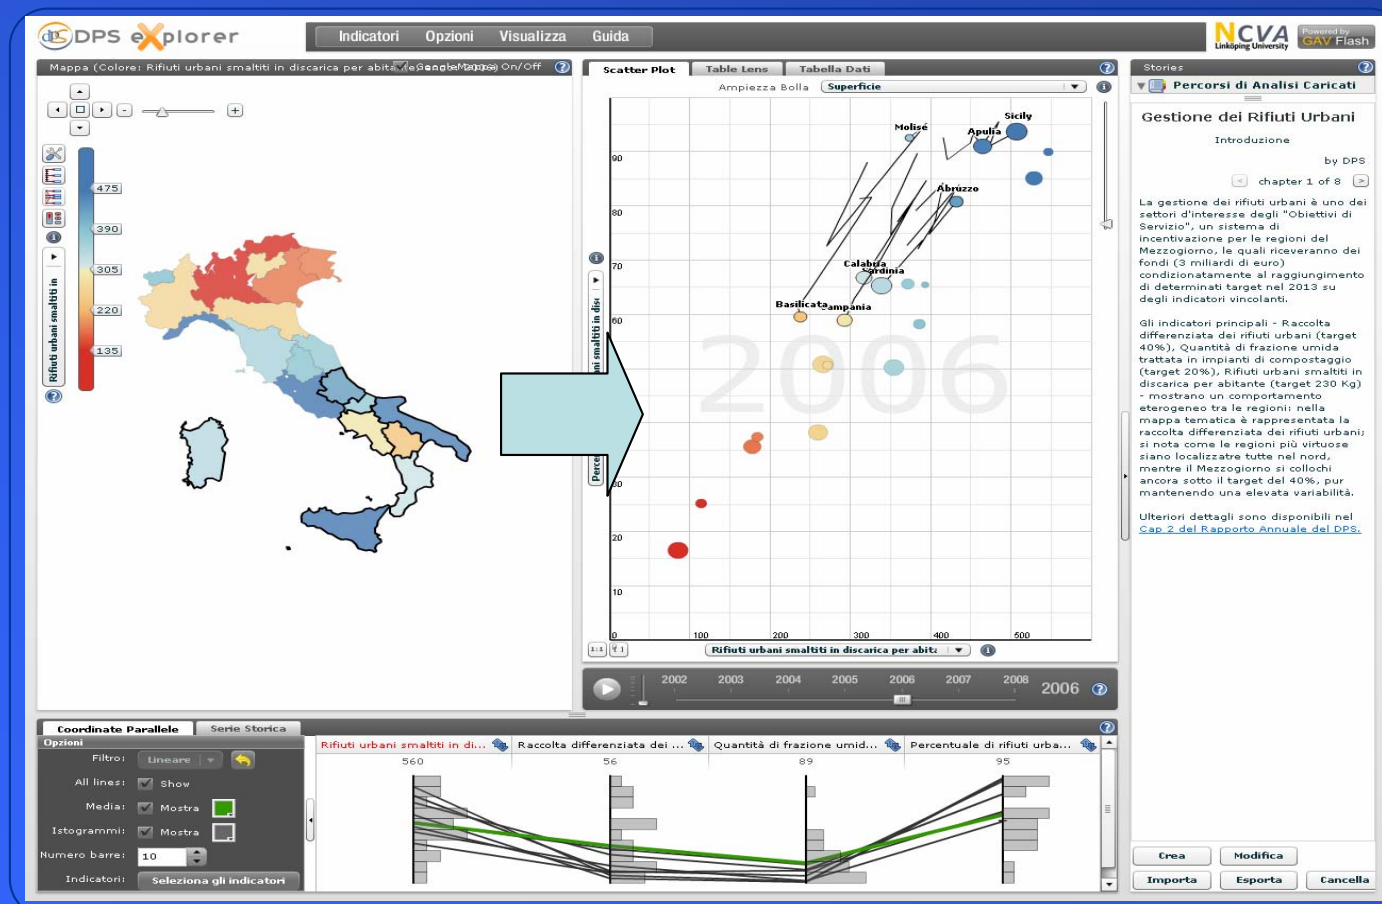 DPS eXplorer
Indicatori Opzioni Visualizza Guida
NCVA
Linköping University
Powered by
GAV Flash
Mappa (Colore: Rifiuti urbani smaltiti in discarica per
On/Off
475
390
305
220
135
Rifiuti urbani smaltiti in
Scatter Plot Table Lens Tabella Dati
Ampiezza Bolla Superficie
Sicily
Molise
Apulia
Abruzzo
Calabria
Sardinia
Basilicata
ampania
2006
90
80
70
60
30
20
10
0 100 200 300 400 500
Rifiuti urbani smaltiti in discarica per abita
1:1
2002 2003 2004 2005 2006 2007 2008 2006
Stories
Percorsi di Analisi Caricati
Gestione dei Rifiuti Urbani
Introduzione
by DPS
< chapter 1 of 8 >
La gestione dei rifiuti urbani è uno dei
settori d'interesse degli "Obiettivi di
Servizio", un sistema di
incentivazione per le regioni del
Mezzogiorno, le quali riceveranno dei
fondi (3 miliardi di euro)
condizionatamente al raggiungimento
di determinati target nel 2013 su
degli indicatori vincolanti.
Gli indicatori principali - Raccolta
differenziata dei rifiuti urbani (target
40%), Quantità di frazione umida
trattata in impianti di compostaggio
(target 20%), Rifiuti urbani smaltiti in
discarica per abitante (target 230 Kg)
- mostrano un comportamento
eterogeneo tra le regioni: nella
mappa tematica è rappresentata la
raccolta differenziata dei rifiuti urbani;
si nota come le regioni più virtuose
siano localizzatre tutte nel nord,
mentre il Mezzogiorno si collochi
ancora sotto il target del 40%, pur
mantenendo una elevata variabilità.
Ulteriori dettagli sono disponibili nel
Cap 2 del Rapporto Annuale del DPS.
Crea Modifica
Importa Esporta Cancella
Coordinate Parallele Serie Storica
Opzioni
Filtro: Lineare
All lines: Show
Media: Mostra
Istogrammi: Mostra
Numero barre: 10
Indicatori: Seleziona gli indicatori
Rifiuti urbani smaltiti in di... Raccolta differenziata dei ... Quantità di frazione umid... Percentuale di rifiuti urba...
560 56 89 95